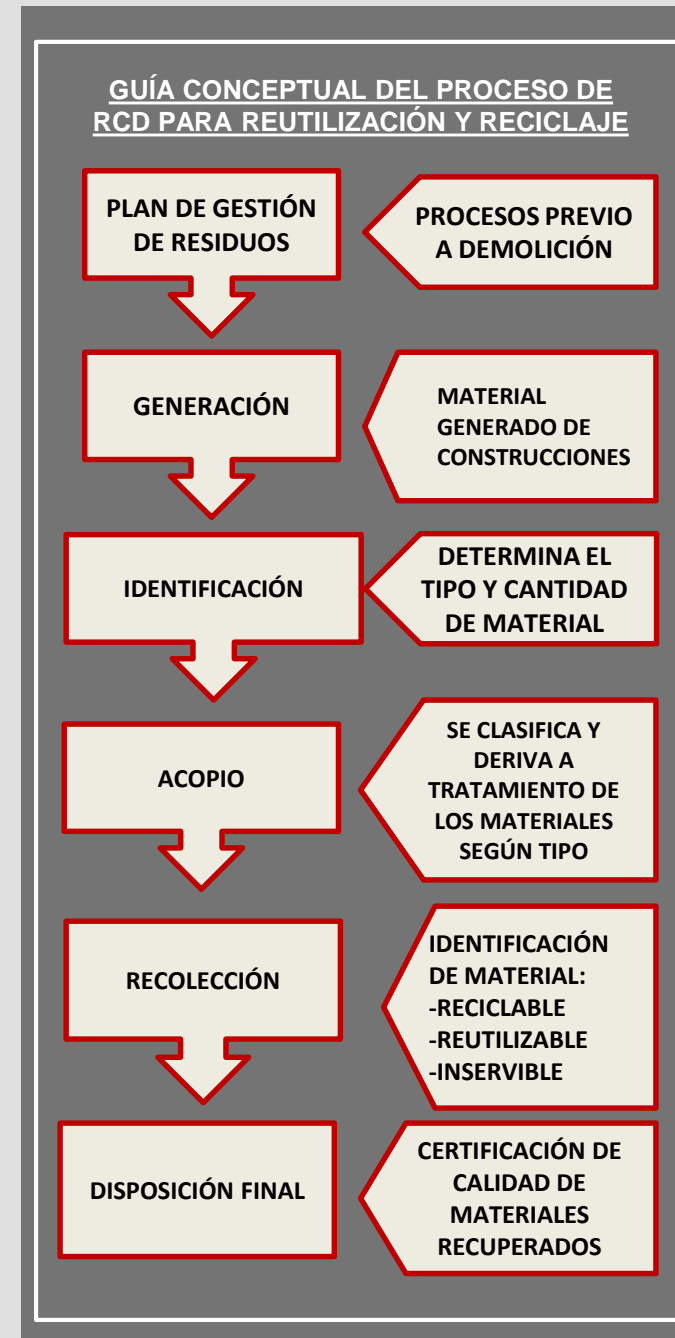 GUÍA CONCEPTUAL DEL PROCESO DE
RCD PARA REUTILIZACIÓN Y RECICLAJE
PLAN DE GESTIÓN
DE RESIDUOS
PROCESOS PREVIO
A DEMOLICIÓN
GENERACIÓN
MATERIAL
GENERADO DE
CONSTRUCCIONES
IDENTIFICACIÓN
DETERMINA EL
TIPO Y CANTIDAD
DE MATERIAL
ACOPIO
SE CLASIFICA Y
DERIVA A
TRATAMIENTO DE
LOS MATERIALES
SEGÚN TIPO
RECOLECCIÓN
IDENTIFICACIÓN
DE MATERIAL:
-RECICLABLE
-REUTILIZABLE
-INSERVIBLE
DISPOSICIÓN FINAL
CERTIFICACIÓN DE
CALIDAD DE
MATERIALES
RECUPERADOS